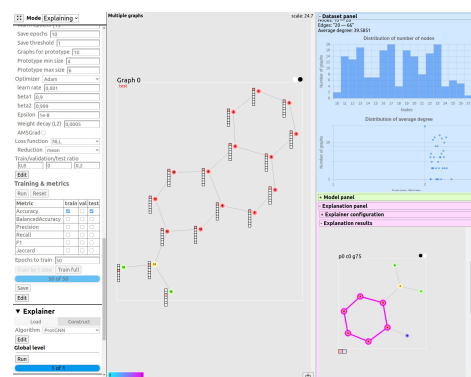 Mode Explaining
Save epochs 10
Save threshold 1
Graphs for prototype 10
Prototype min size 4
Prototype max size 6
Optimizer Adam
learn rate 0,001
beta1 0,9
beta2 0,999
Epsilon 1e-8
Weight decay (L2) 0,0005
AMSGrad
Loss function NLL
Reduction mean
Train/validation/test ratio
0,8 0 0,2
Edit
Training & metrics
Run Reset
Metric train val test
Accuracy
BalancedAccuracy
Precision
Recall
F1
Jaccard
Epochs to train 50
Train full
50 of 50
Save
Edit
▼ Explainer
Load Construct
Algorithm ProtGNN
Edit
Global level
Run
1 of 1
Multiple graphs scale: 24.7
Graph 0
test
- Dataset panel
Edges: "20 — 66"
Average degree: 39.5851
Distribution of number of nodes
Number of graphs
Nodes
Distribution of average degree
Number of graphs
+ Model panel
- Explanation panel
+ Explainer configuration
- Explanation results
p0 c0 g75